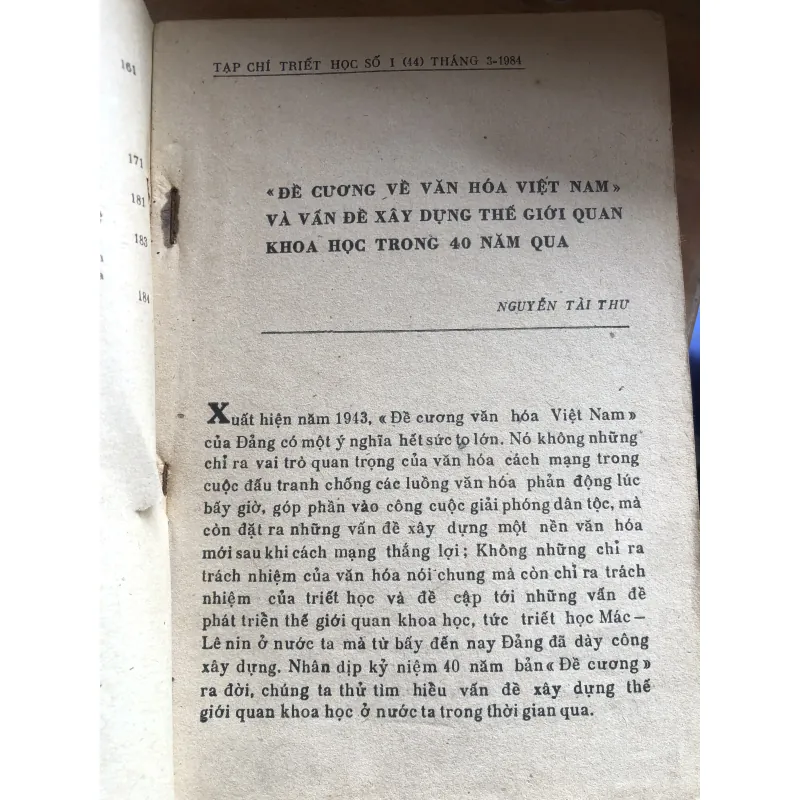 161
171
181
183
184
TẠP CHÍ TRIẾT HỌC SỐ 1 (44) THÁNG 3-1984
«ĐỀ CƯƠNG VỀ VĂN HÓA VIỆT NAM»
VÀ VẤN ĐỀ XÂY DỰNG THẾ GIỚI QUAN
KHOA HỌC TRONG 40 NĂM QUA
NGUYỄN TÀI THƯ
Xuất hiện năm 1943, «Đề cương văn hóa Việt Nam»
của Đảng có một ý nghĩa hết sức to lớn. Nó không những
chỉ ra vai trò quan trọng của văn hóa cách mạng trong
cuộc đấu tranh chống các luồng văn hóa phản động lúc
bấy giờ, góp phần vào công cuộc giải phóng dân tộc, mà
còn đặt ra những vấn đề xây dựng một nền văn hóa
mới sau khi cách mạng thắng lợi; Không những chỉ ra
trách nhiệm của văn hóa nói chung mà còn chỉ ra trách
nhiệm của triết học và đề cập tới những vấn đề
phát triển thế giới quan khoa học, tức triết học Mác –
Lê nin ở nước ta mà từ bấy đến nay Đảng đã dày công
xây dựng. Nhân dịp kỷ niệm 40 năm bản «Đề cương»
ra đời, chúng ta thử tìm hiểu vấn đề xây dựng thế
giới quan khoa học ở nước ta trong thời gian qua.